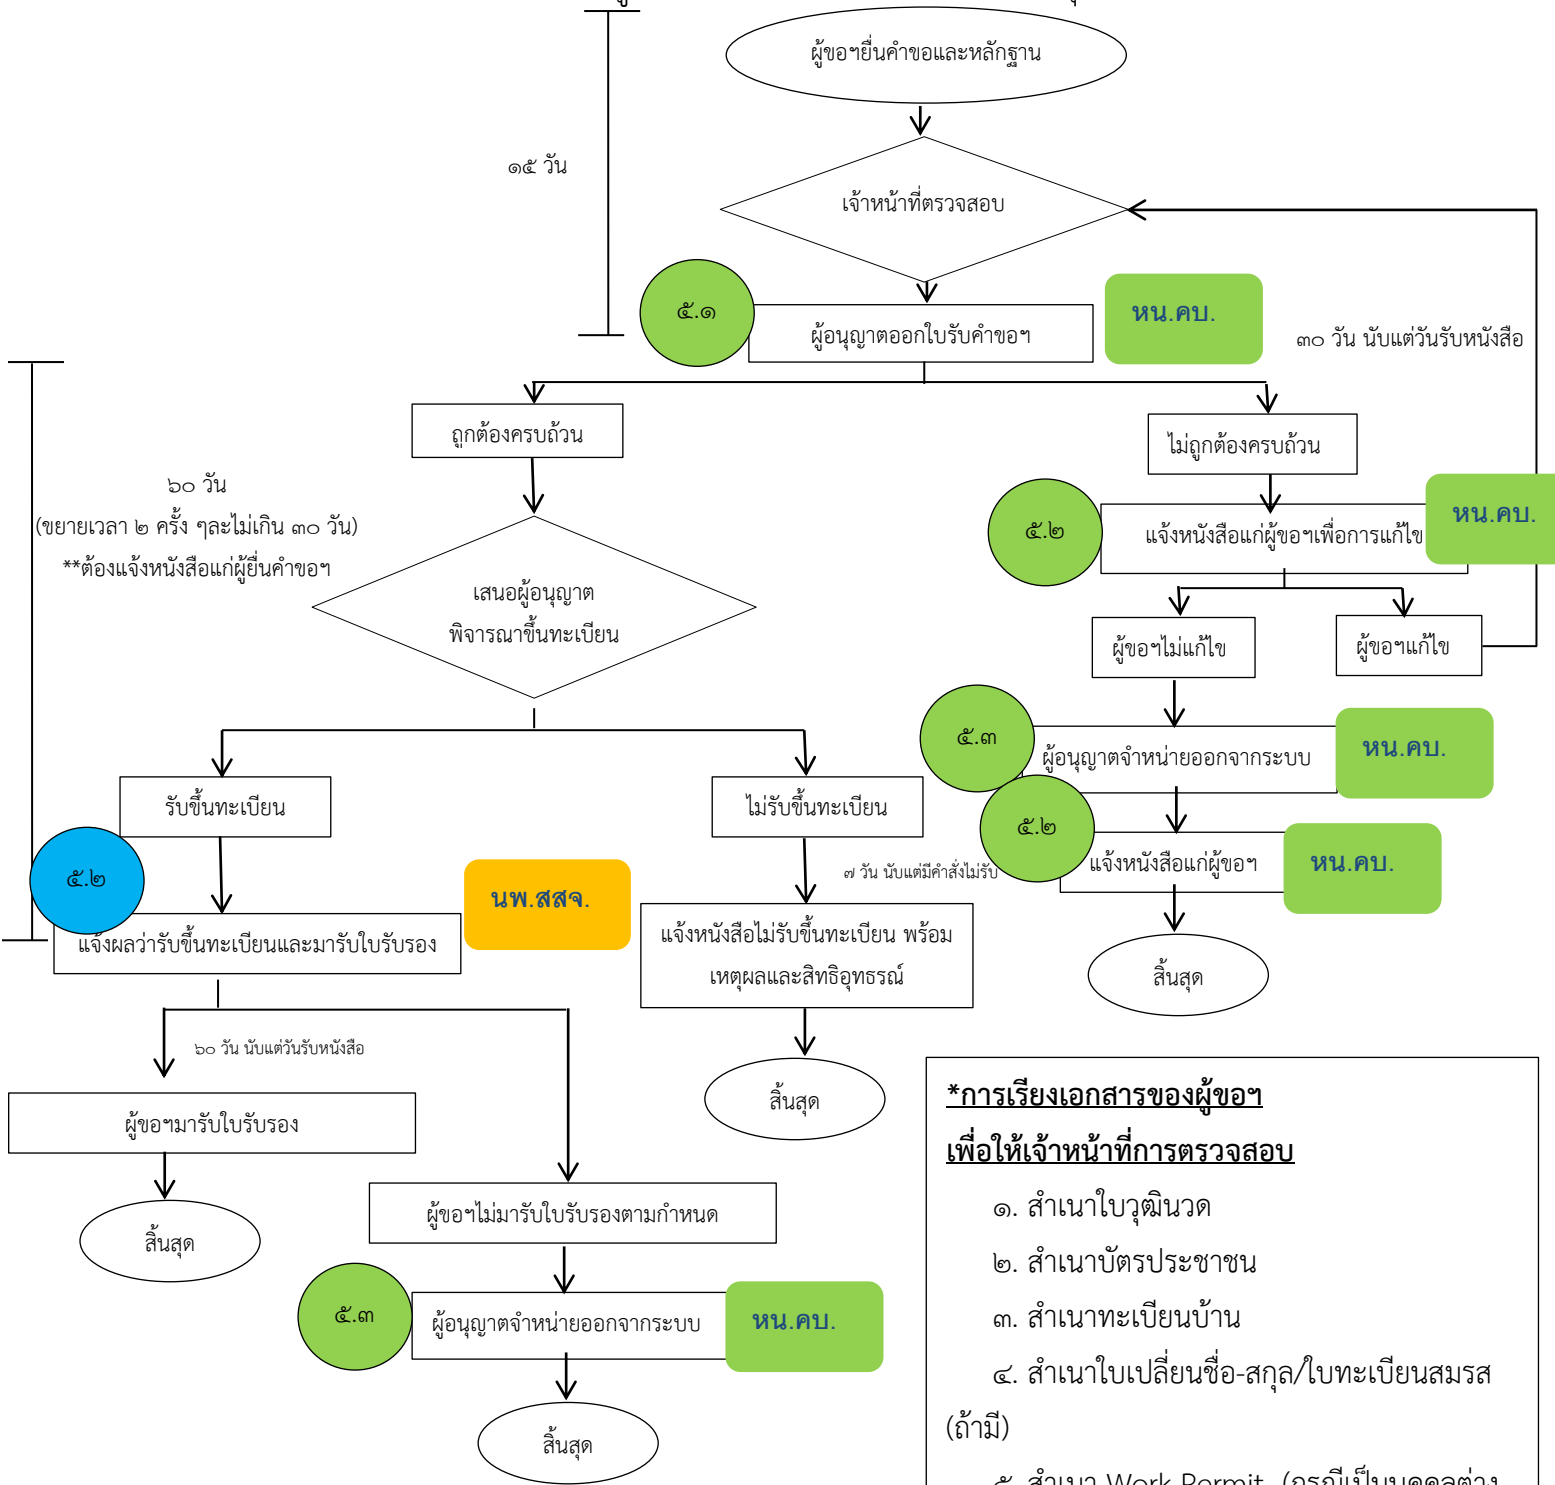 ผู้ขอฯยื่นคำขอและหลักฐาน
๑๕ วัน
เจ้าหน้าที่ตรวจสอบ
๕.๑
ผู้อนุญาตออกใบรับคำขอฯ
หน.คบ.
๓๐ วัน นับแต่วันรับหนังสือ
ถูกต้องครบถ้วน
ไม่ถูกต้องครบถ้วน
๖๐ วัน
(ขยายเวลา ๒ ครั้ง ๆละไม่เกิน ๓๐ วัน)
**ต้องแจ้งหนังสือแก่ผู้ยื่นคำขอฯ
๕.๒
แจ้งหนังสือแก่ผู้ขอฯเพื่อการแก้ไข
หน.คบ.
เสนอผู้อนุญาต
พิจารณาขึ้นทะเบียน
ผู้ขอฯไม่แก้ไข
ผู้ขอฯแก้ไข
๕.๓
ผู้อนุญาตจำหน่ายออกจากระบบ
หน.คบ.
รับขึ้นทะเบียน
ไม่รับขึ้นทะเบียน
๕.๒
แจ้งหนังสือแก่ผู้ขอฯ
หน.คบ.
๗ วัน นับแต่มีคำสั่งไม่รับ
๕.๒
นพ.สสจ.
แจ้งผลว่ารับขึ้นทะเบียนและมารับใบรับรอง
แจ้งหนังสือไม่รับขึ้นทะเบียน พร้อม
เหตุผลและสิทธิอุทธรณ์
สิ้นสุด
๖๐ วัน นับแต่วันรับหนังสือ
สิ้นสุด
ผู้ขอฯมารับใบรับรอง
ผู้ขอฯไม่มารับใบรับรองตามกำหนด
สิ้นสุด
๕.๓
ผู้อนุญาตจำหน่ายออกจากระบบ
หน.คบ.
สิ้นสุด
*การเรียงเอกสารของผู้ขอฯ
เพื่อให้เจ้าหน้าที่การตรวจสอบ
๑. สำเนาใบวุฒินวด
๒. สำเนาบัตรประชาชน
๓. สำเนาทะเบียนบ้าน
๔. สำเนาใบเปลี่ยนชื่อ-สกุล/ใบทะเบียนสมรส
(ถ้ามี)
๕. สำเนา Work Permit (กรณีเป็นบุคคลต่าง